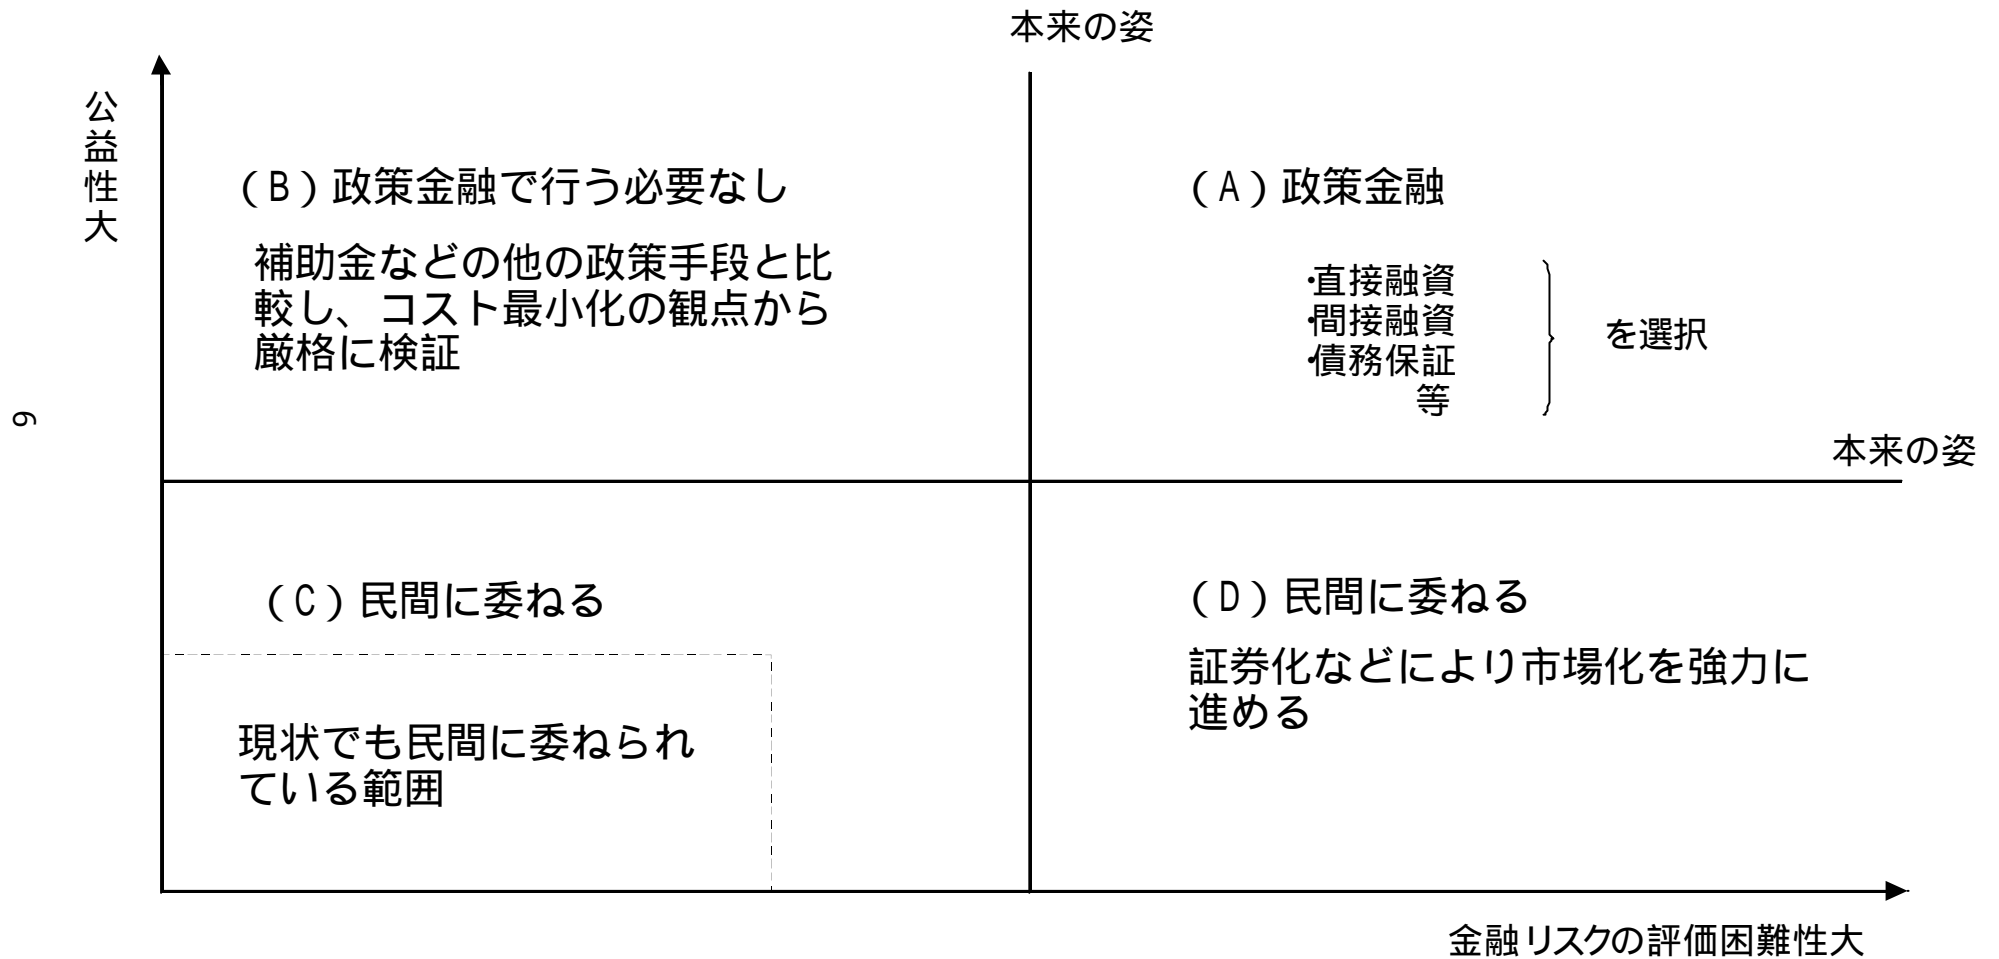 本来の姿
公益性大
(B)政策金融で行う必要なし
補助金などの他の政策手段と比
較し、コスト最小化の観点から
厳格に検証
(A)政策金融
・直接融資
・間接融資
・債務保証
等
を選択
9
本来の姿
(C)民間に委ねる
現状でも民間に委ねられ
ている範囲
(D)民間に委ねる
証券化などにより市場化を強力に
進める
金融リスクの評価困難性大